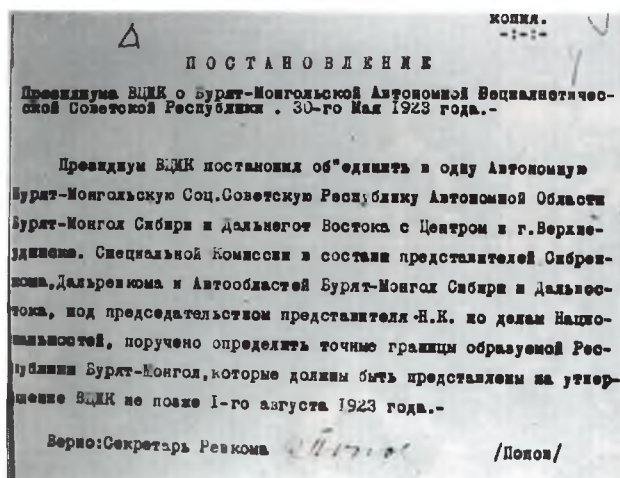 КОПИЯ.
-:-:-
ПОСТАНОВЛЕНИЕ
Президиума ВЦИК о Бурят-Монгольской Автономной Социалистичес-
ской Советской Республики . 30-го Мая 1923 года.-
Президиум ВЦИК постановил об"единить в одну Автономную
Бурят-Монгольскую Соц.Советскую Республику Автономной Области
Бурят-Монгол Сибири и Дальнегот Востока с Центром в г.Верхне-
удинске. Специальной Комиссии в составе представителей Сибрев-
кома,Дальревкома и Автообластей Бурят-Монгол Сибири и Дальвос-
тока, под председательством представителя Н.К. по делам Нацио-
нальностей, поручено определить точные границы образуемой Рес-
публики Бурят-Монгол,которые должны быть представлены на утвер-
ждение ВЦИК не позже 1-го августа 1923 года.-
Верно:Секретарь Ревкома /Попов/